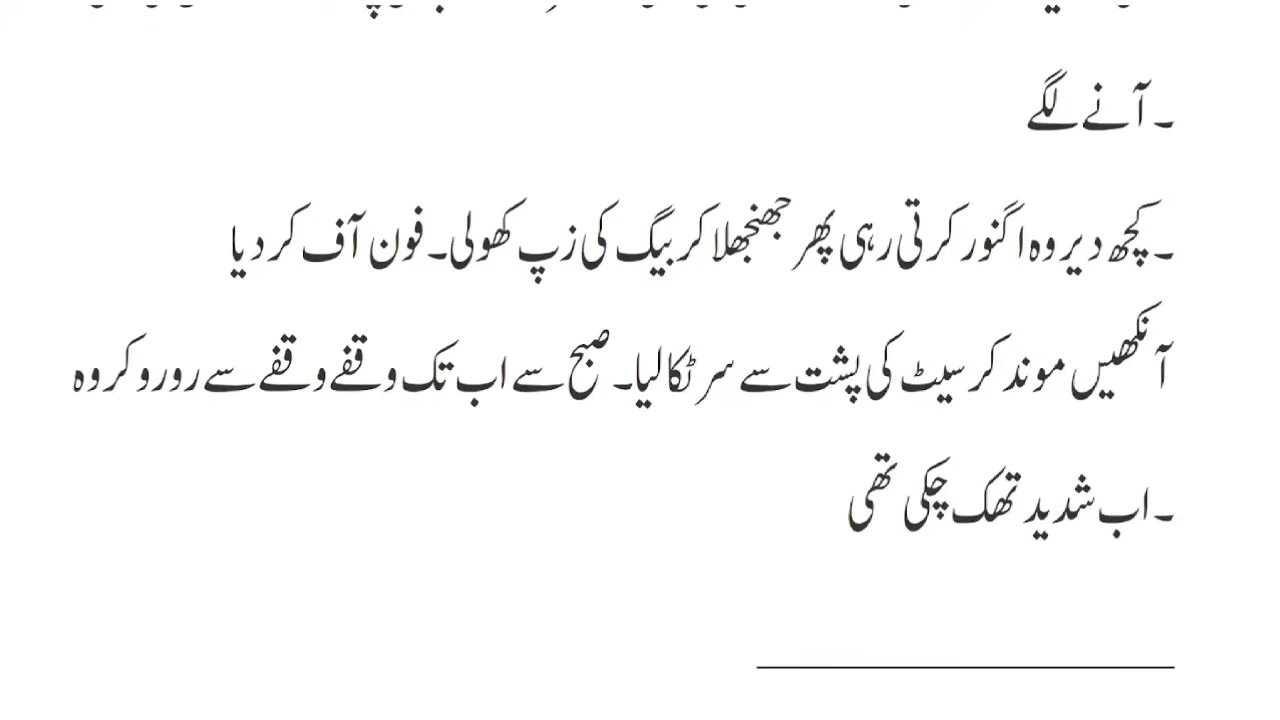 ۔آنے لگے
۔کچھ دیر وہ اگنور کرتی رہی پھر جھنجھلا کر بیگ کی زپ کھولی۔ فون آف کر دیا
آنکھیں موند کر سیٹ کی پشت سے سر ٹکا لیا۔ صبح سے اب تک وقفے وقفے سے رو رو کر وہ
۔اب شدید تھک چکی تھی